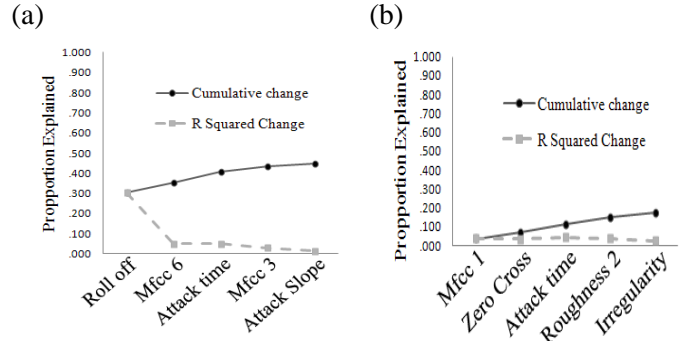 (a)
1.000
.900
.800
.700
.600
.500
.400
.300
.200
.100
.000
Propportion Explained
Cumulative change
R Squared Change
Roll off
Mfcc 6
Attack time
Mfcc 3
Attack Slope
(b)
1.000
.900
.800
.700
.600
.500
.400
.300
.200
.100
.000
Propportion Explained
Cumulative change
R Squared Change
Mfcc 1
Zero Cross
Attack time
Roughness 2
Irregularity